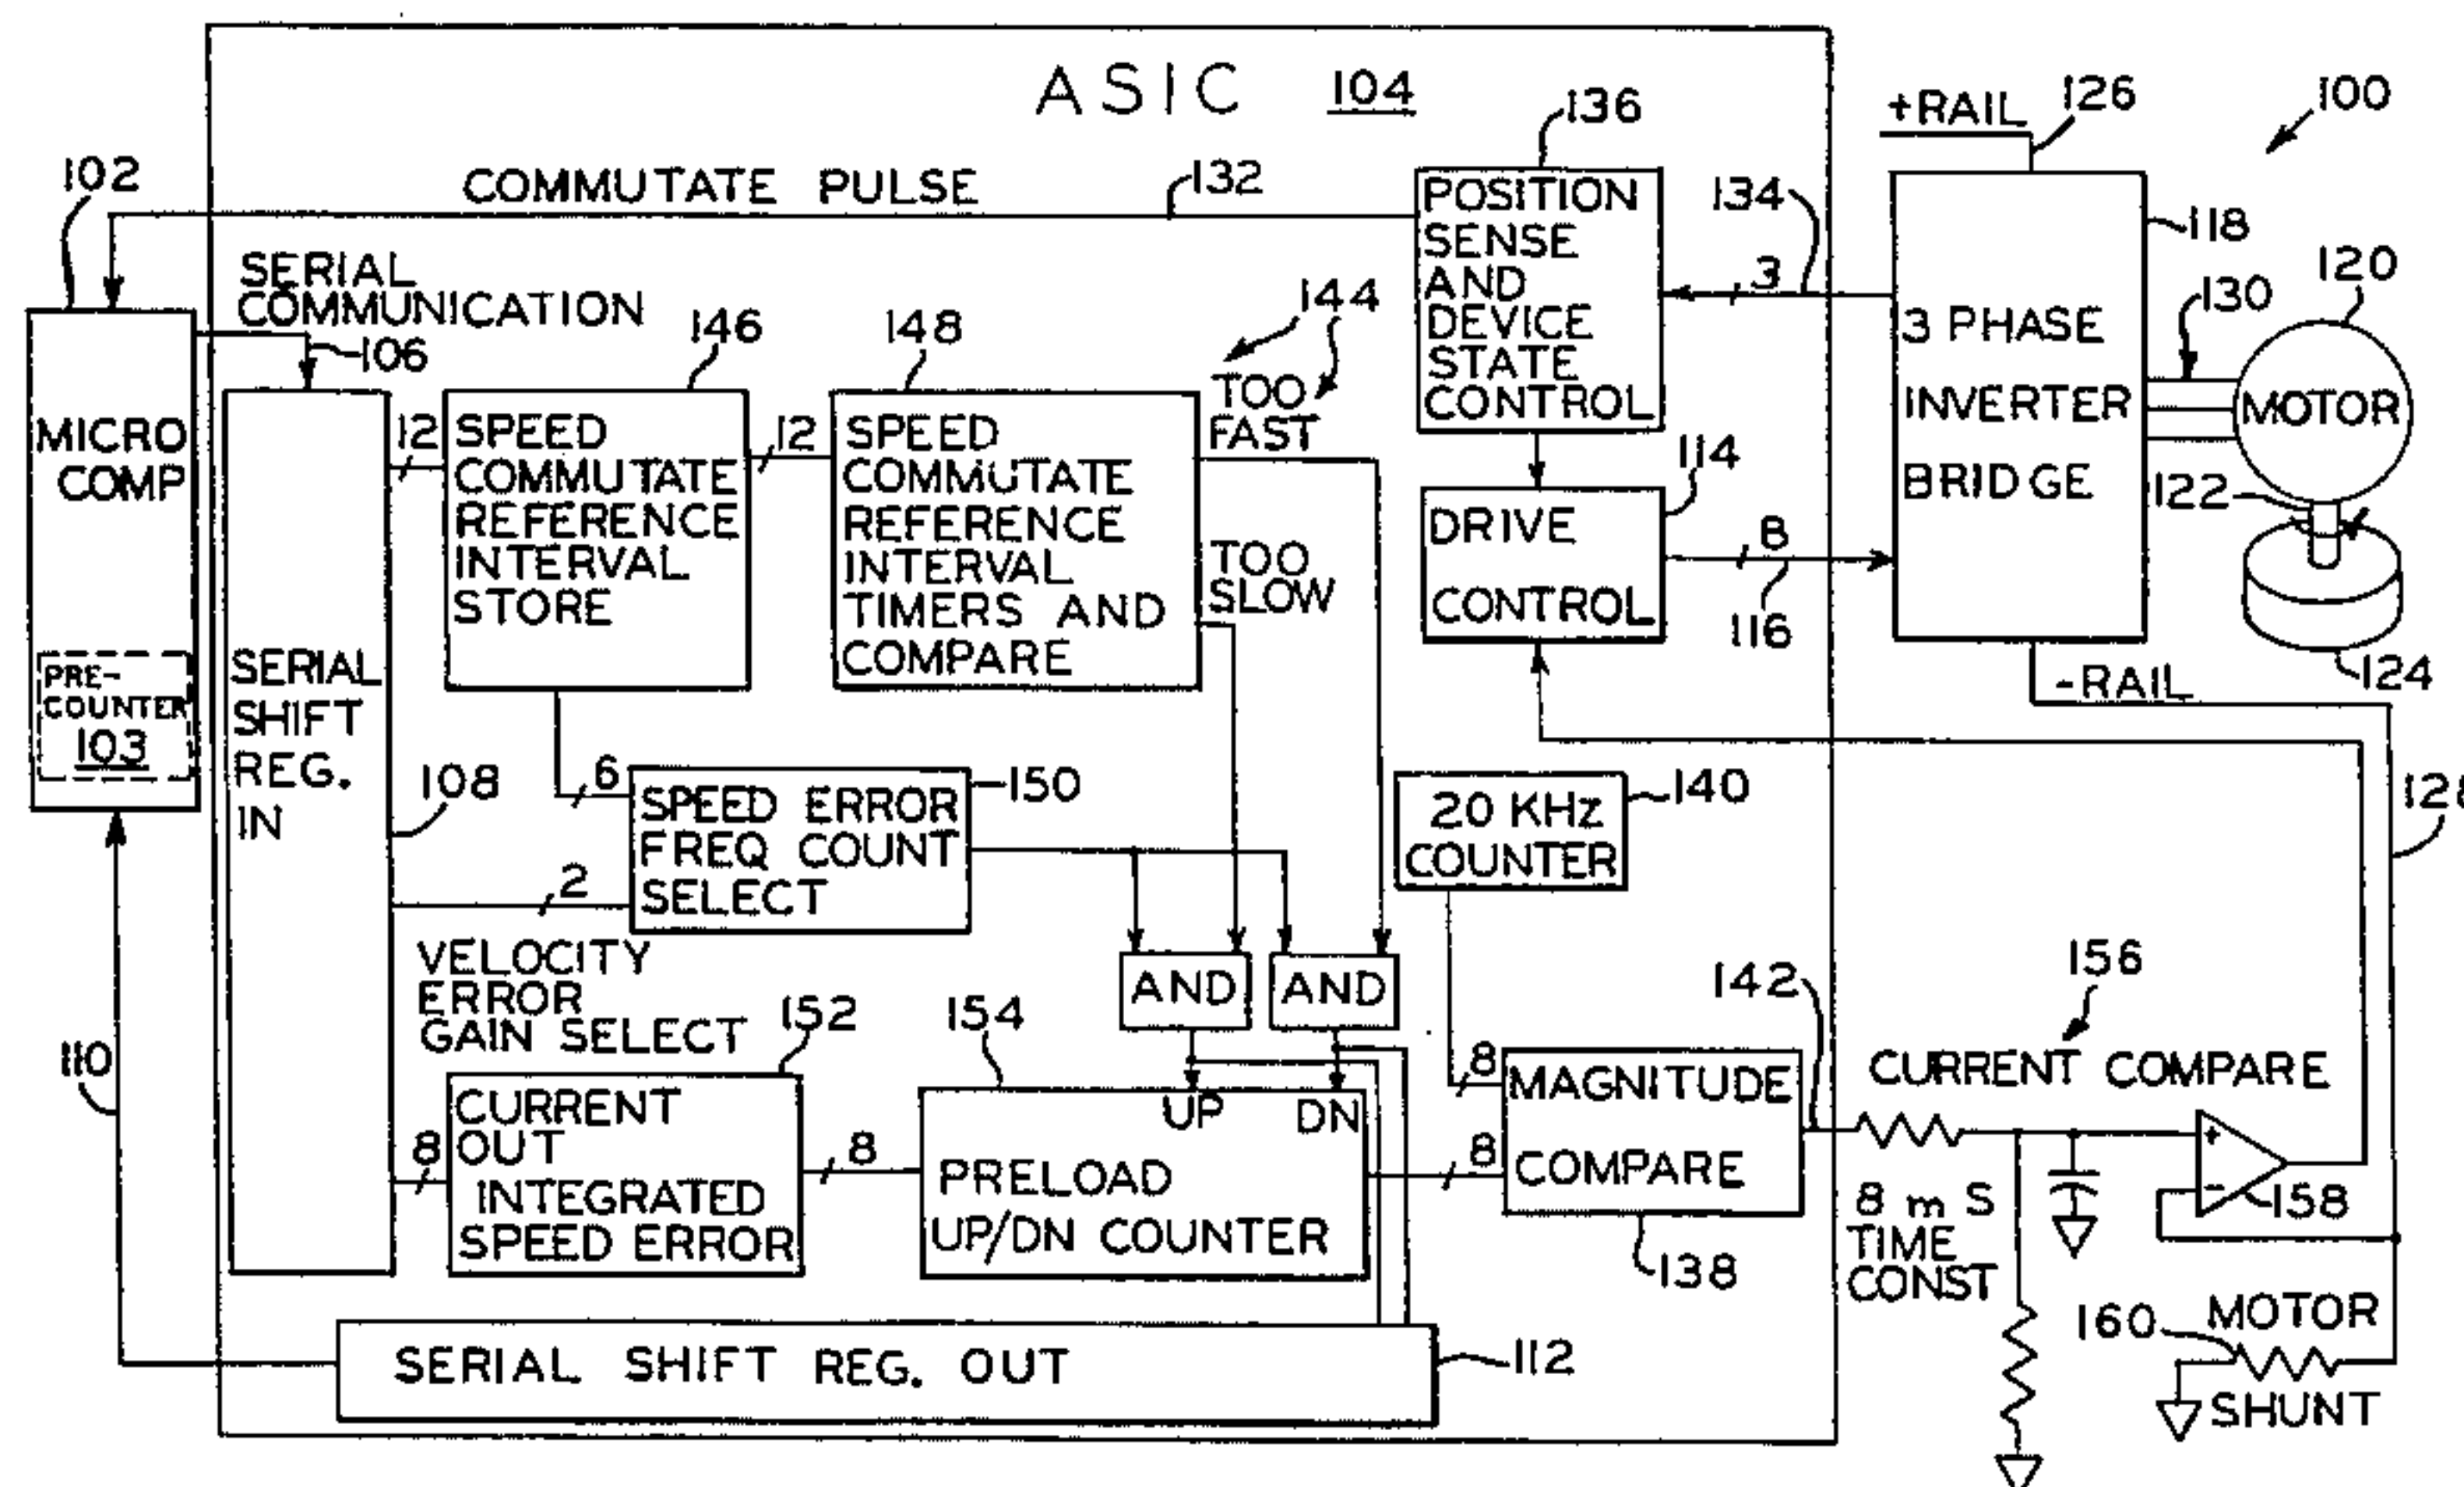 ASIC 104
+RAIL
126
100
136
102
COMMUTATE PULSE
132
POSITION
SENSE
AND
DEVICE
STATE
CONTROL
134
3
118
120
130
SERIAL
COMMUNICATION
106
146
148
144
TOO
FAST
TOO
SLOW
3 PHASE
INVERTER
BRIDGE
MOTOR
122
124
-RAIL
128
MICRO
COMP
PRE-
COUNTER
103
12
SPEED
COMMUTATE
REFERENCE
INTERVAL
STORE
12
SPEED
COMMUTATE
REFERENCE
INTERVAL
TIMERS AND
COMPARE
114
DRIVE
CONTROL
8
116
SERIAL
SHIFT
REG.
IN
108
6
SPEED ERROR
FREQ COUNT
SELECT
150
2
140
20 KHz
COUNTER
VELOCITY
ERROR
GAIN SELECT
AND
AND
142
156
CURRENT COMPARE
110
152
154
8
CURRENT
OUT
INTEGRATED
SPEED ERROR
8
UP DN
PRELOAD
UP/DN COUNTER
8
8
MAGNITUDE
COMPARE
138
+
-
158
8 mS
TIME
CONST
160
MOTOR
SHUNT
SERIAL SHIFT REG. OUT
112